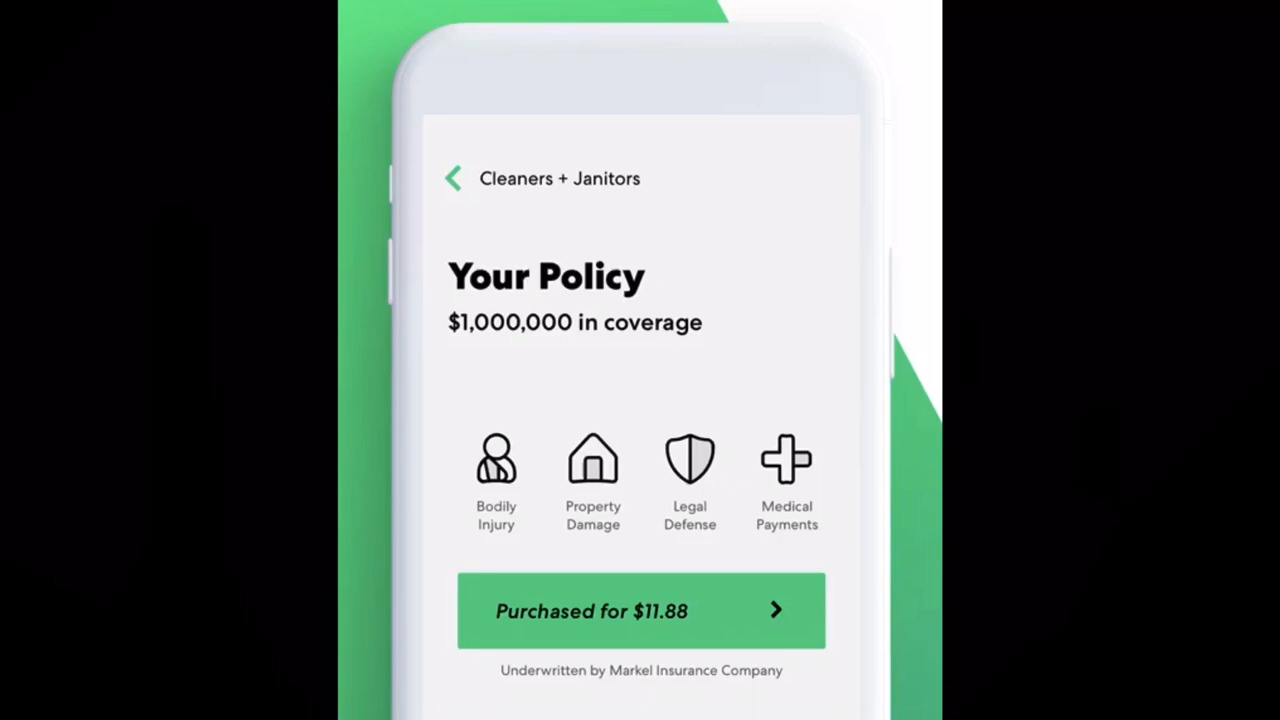 Cleaners + Janitors
Your Policy
$1,000,000 in coverage
Bodily
Injury
Property
Damage
Legal
Defense
Medical
Payments
Purchased for $11.88
Underwritten by Markel Insurance Company